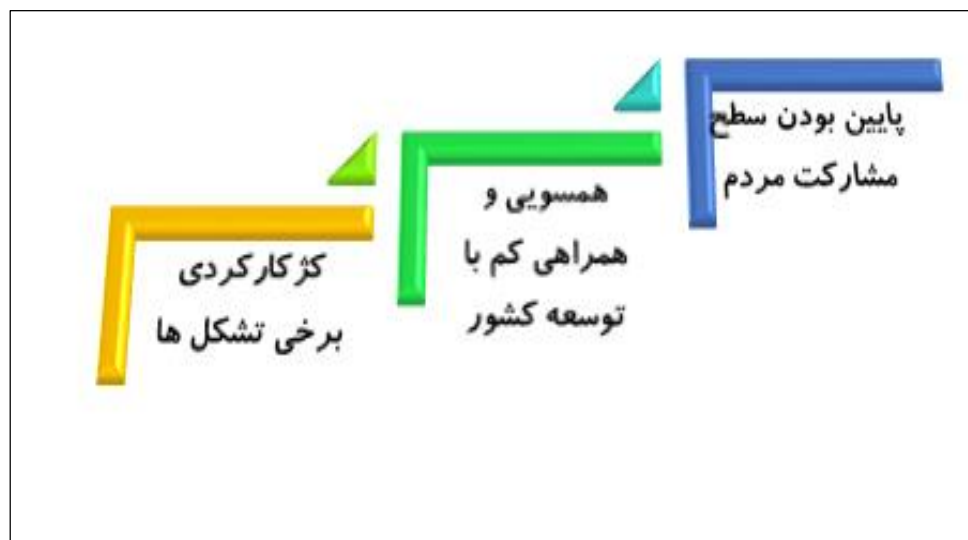 پایین بودن سطح
مشارکت مردم
همسویی و
همراهی کم با
توسعه کشور
کژکارکردی
برخی تشکل ها